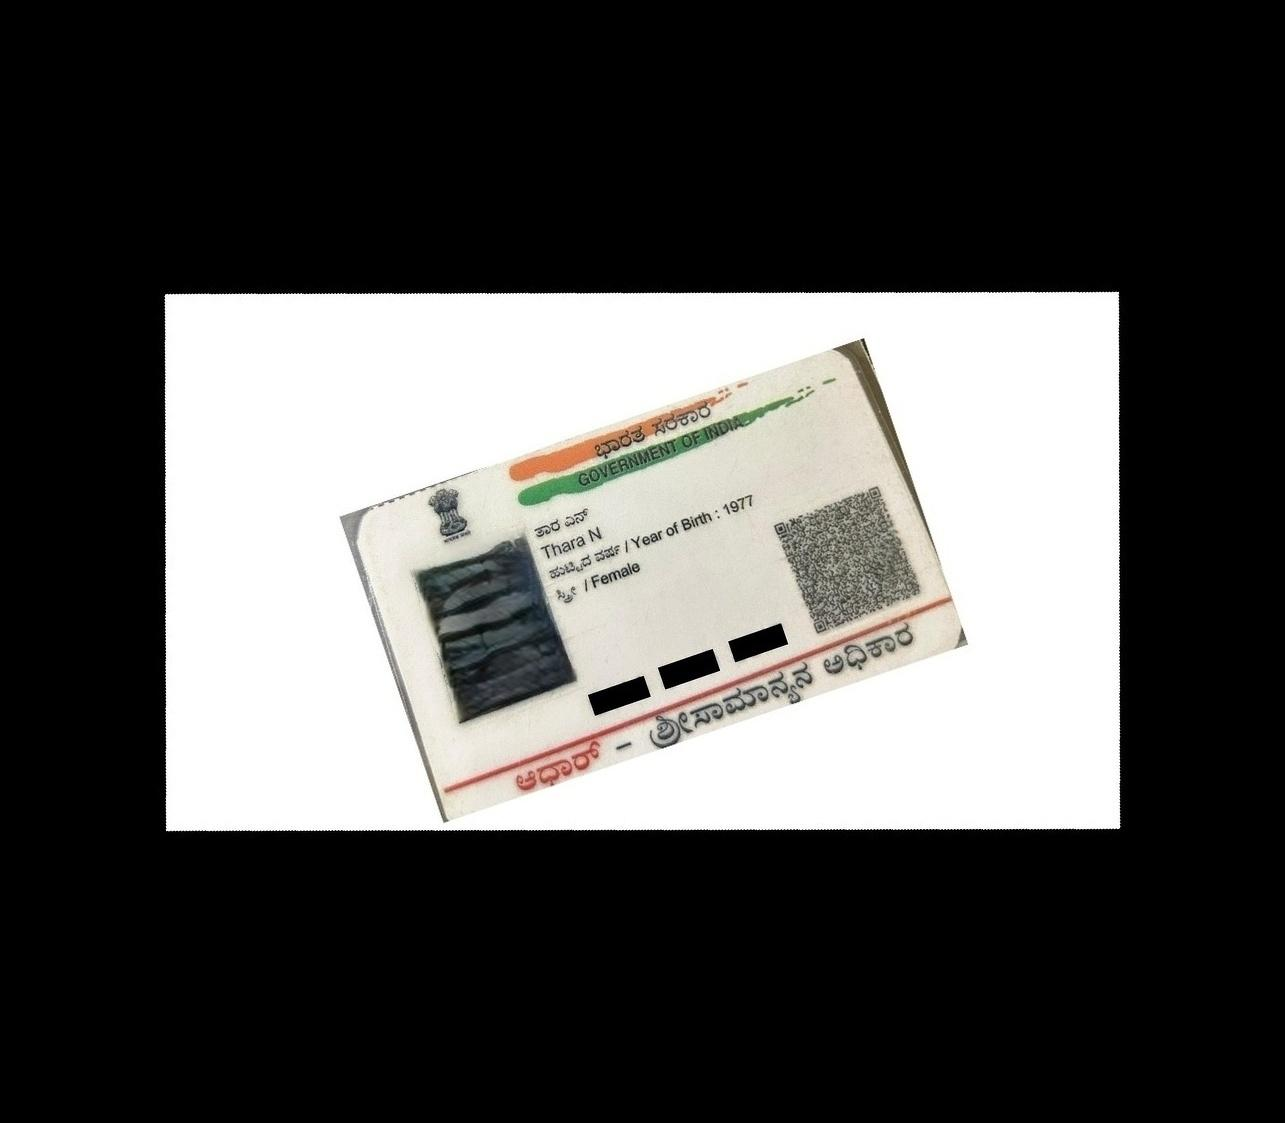 ಭಾರತ ಸರಕಾರ
GOVERNMENT OF INDIA
ತಾರ ಎನ್
Thara N
ಹುಟ್ಟಿದ ವರ್ಷ / Year of Birth : 1977
ಸ್ತ್ರೀ / Female
ಆಧಾರ್ - ಶ್ರೀಸಾಮಾನ್ಯನ ಅಧಿಕಾರ